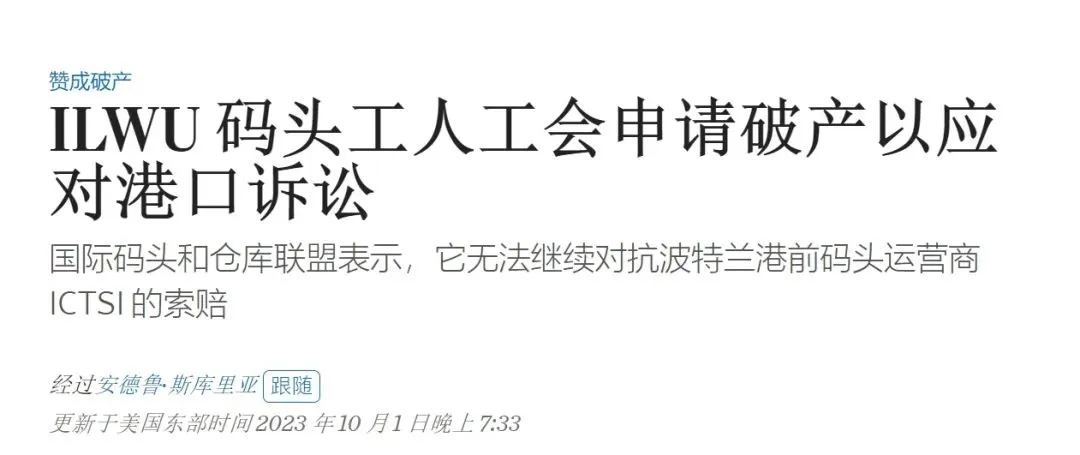 赞成破产
ILWU 码头工人工会申请破产以应
对港口诉讼
国际码头和仓库联盟表示，它无法继续对抗波特兰港前码头运营商
ICTSI 的索赔
经过安德鲁·斯库里亚 跟随
更新于美国东部时间 2023 年10 月1 日晚上 7:33